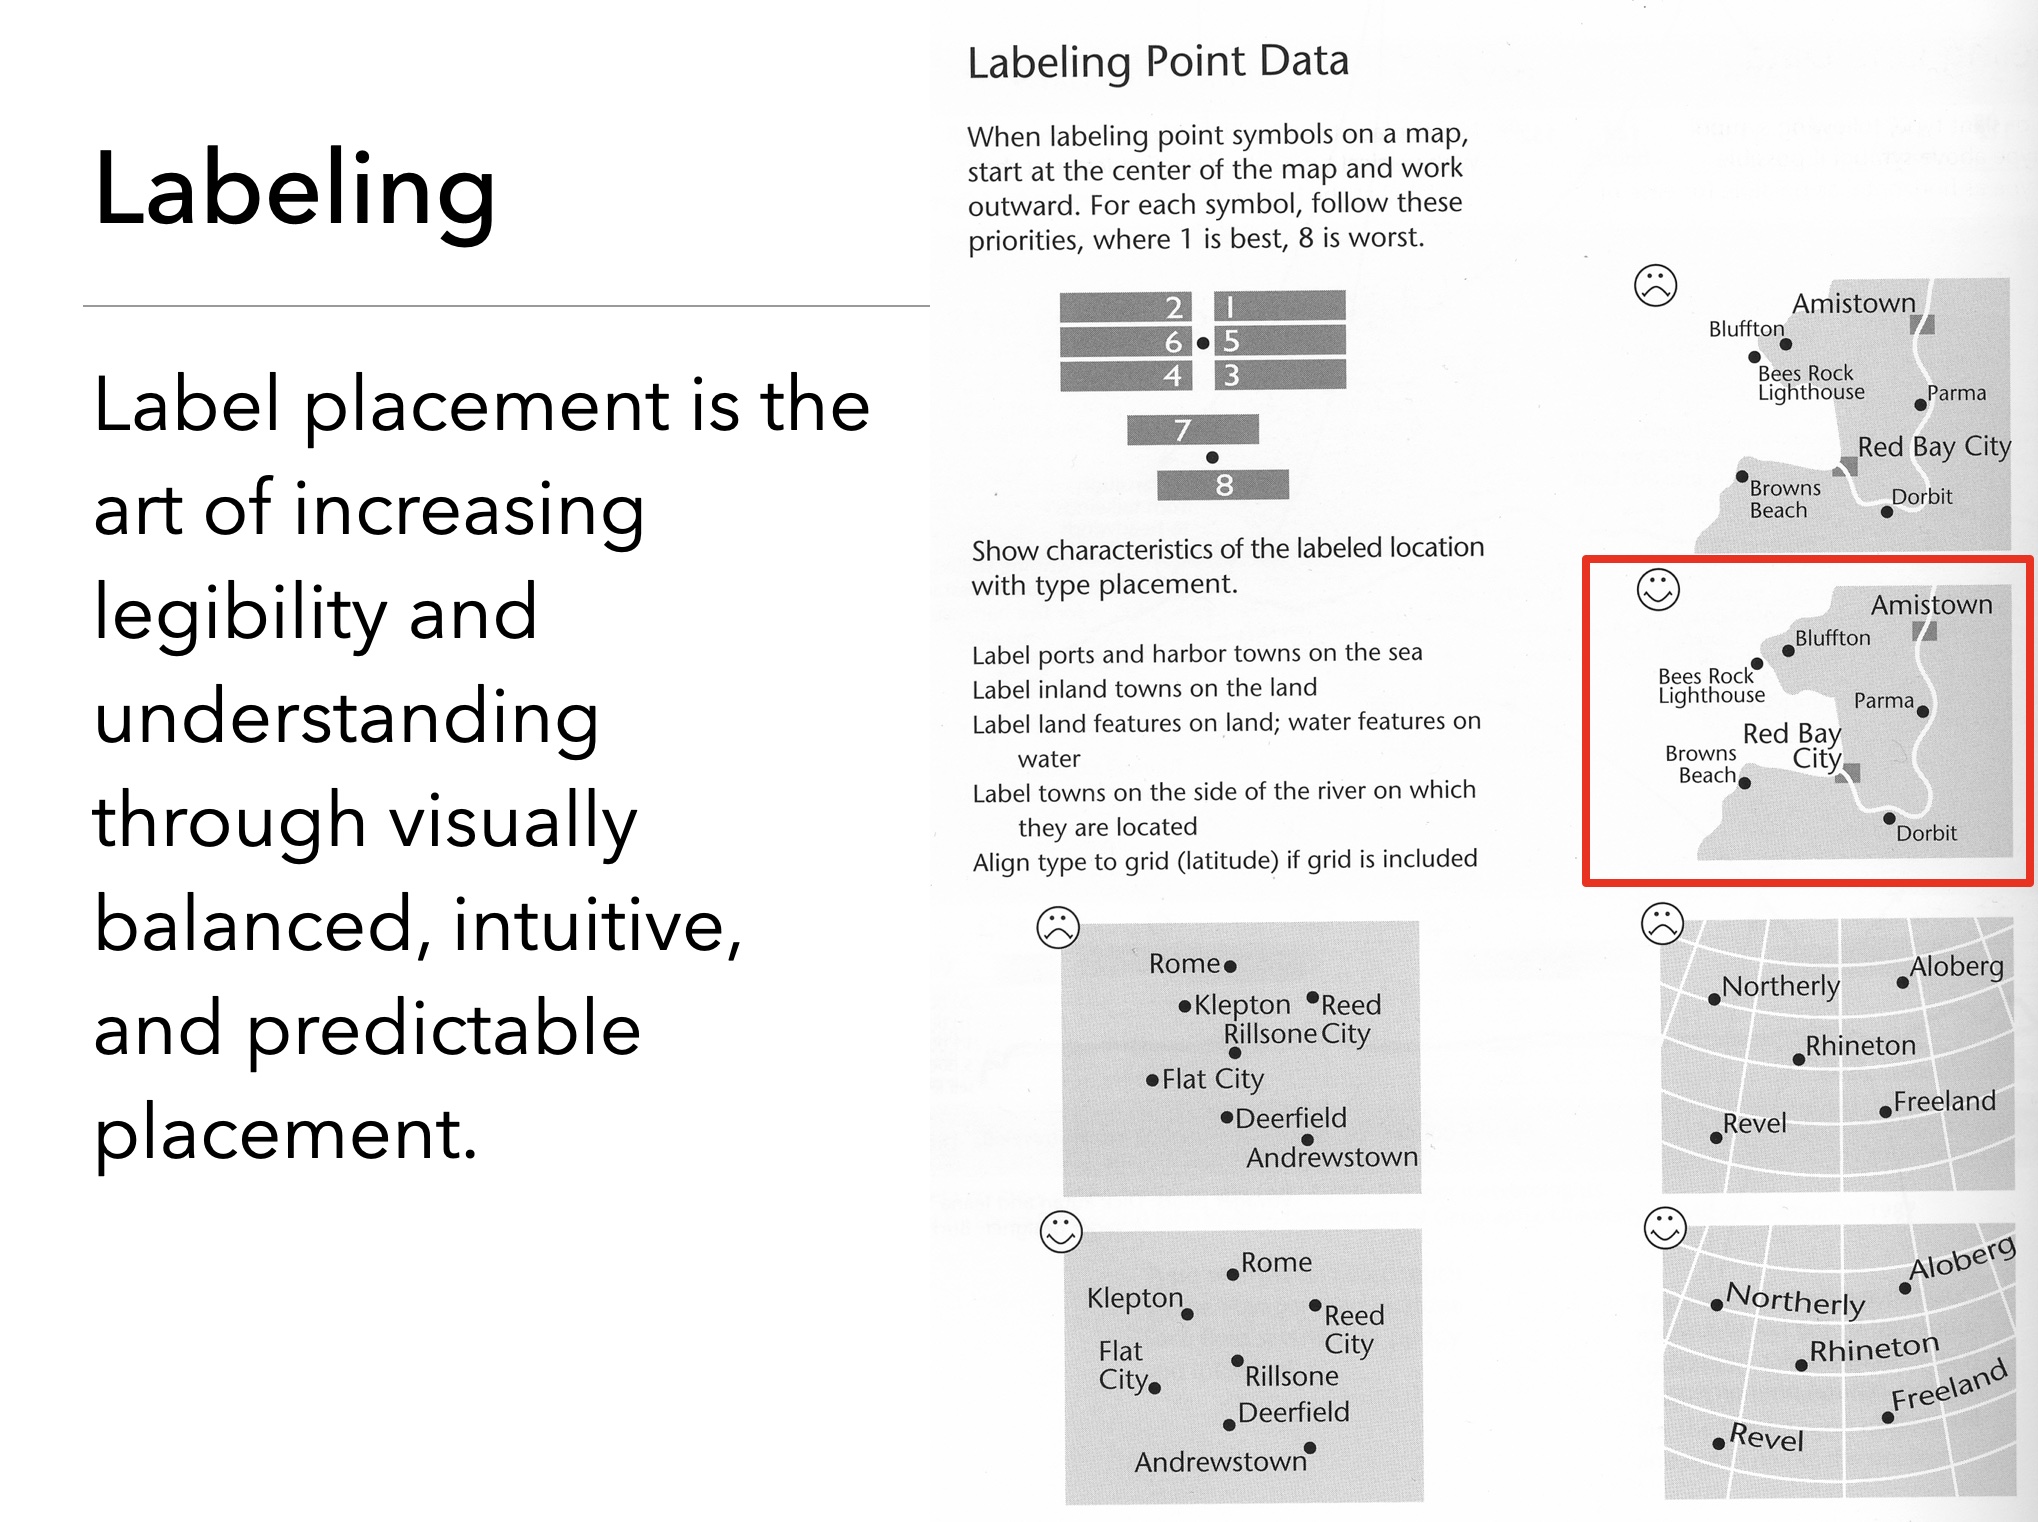 Labeling
Label placement is the
art of increasing
legibility and
understanding
through visually
balanced, intuitive,
and predictable
placement.
Labeling Point Data
When labeling point symbols on a map,
start at the center of the map and work
outward. For each symbol, follow these
priorities, where 1 is best, 8 is worst.
2 1
6 5
4 3
7
8
Show characteristics of the labeled location
with type placement.
Label ports and harbor towns on the sea
Label inland towns on the land
Label land features on land; water features on
water
Label towns on the side of the river on which
they are located
Align type to grid (latitude) if grid is included
Amistown
Bluffton
Bees Rock
Lighthouse
Parma
Red Bay City
Browns
Beach
Dorbit
Amistown
Bluffton
Bees Rock
Lighthouse
Parma
Red Bay
City
Browns
Beach
Dorbit
Rome
Klepton
Reed
City
Rillsone
Flat City
Deerfield
Andrewstown
Northerly
Aloberg
Rhineton
Freeland
Revel
Rome
Klepton
Reed
City
Flat
City
Rillsone
Deerfield
Andrewstown
Aloberg
Northerly
Rhineton
Freeland
Revel